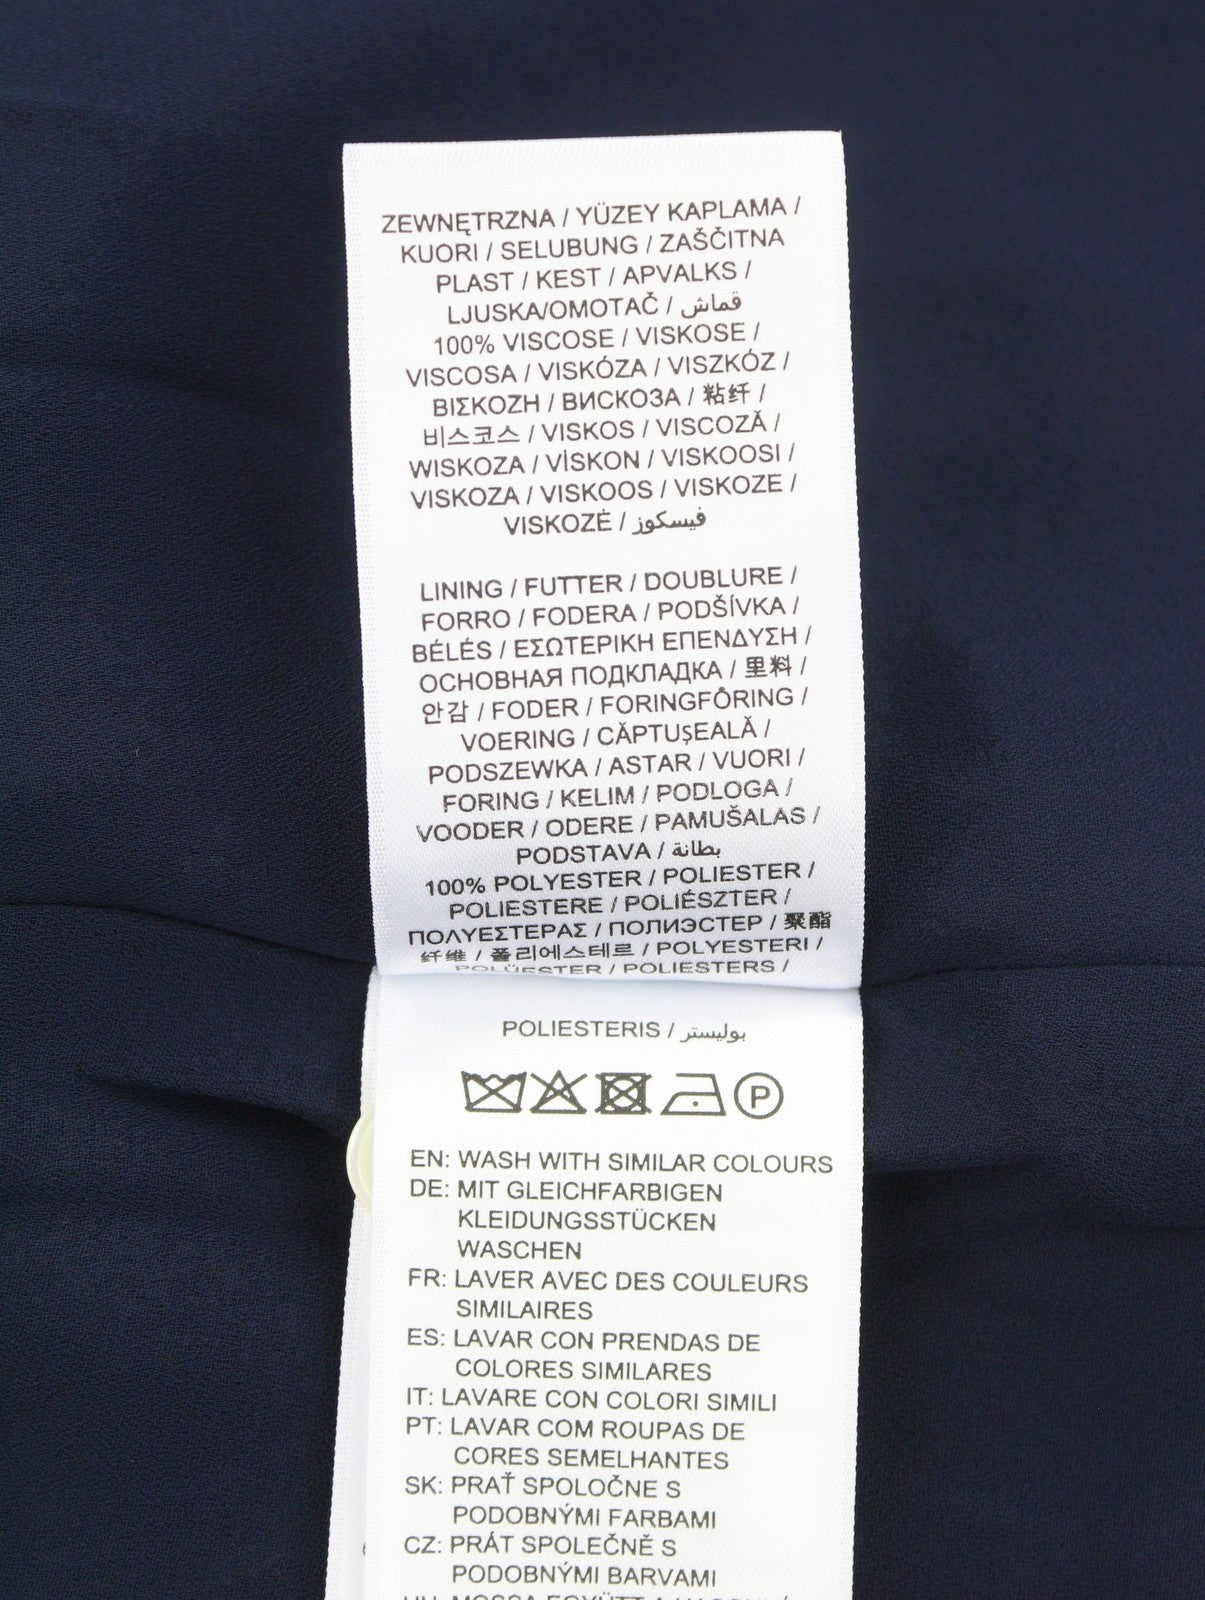 ZEWNĘTRZNA / YÜZEY KAPLAMA /
KUORI / SELUBUNG / ZAŠČITNA
PLAST / KEST / APVALKS /
LJUSKA/OMOTAČ / قماش
100% VISCOSE / VISKOSE /
VISCOSA / VISKÓZA / VISZKÓZ /
ΒΙΣΚΟΖΗ / ВИСКОЗА / 粘纤 /
비스코스 / VISKOS / VISCOZĂ /
WISKOZA / VİSKON / VISKOOSI /
VISKOZA / VISKOOS / VISKOZE /
VISKOZĖ / فيسكوز
LINING / FUTTER / DOUBLURE /
FORRO / FODERA / PODŠÍVKA /
BÉLÉS / ΕΣΩΤΕΡΙΚΗ ΕΠΕΝΔΥΣΗ /
ОСНОВНАЯ ПОДКЛАДКА / 里料 /
안감 / FODER / FORINGFÔRING /
VOERING / CĂPTUȘEALĂ /
PODSZEWKA / ASTAR / VUORI /
FORING / KELIM / PODLOGA /
VOODER / ODERE / PAMUŠALAS /
PODSTAVA / بطانة
100% POLYESTER / POLIESTER /
POLIESTERE / POLIÉSZTER /
ΠΟΛΥΕΣΤΕΡΑΣ / ПОЛИЭСТЕР / 聚酯
纤维 / 폴리에스테르 / POLYESTERI /
POLÜESTER / POLIESTERS /
POLIESTERIS / بوليستر
P
EN: WASH WITH SIMILAR COLOURS
DE: MIT GLEICHFARBIGEN
KLEIDUNGSSTÜCKEN
WASCHEN
FR: LAVER AVEC DES COULEURS
SIMILAIRES
ES: LAVAR CON PRENDAS DE
COLORES SIMILARES
IT: LAVARE CON COLORI SIMILI
PT: LAVAR COM ROUPAS DE
CORES SEMELHANTES
SK: PRAŤ SPOLOČNE S
PODOBNÝMI FARBAMI
CZ: PRÁT SPOLEČNĚ S
PODOBNÝMI BARVAMI